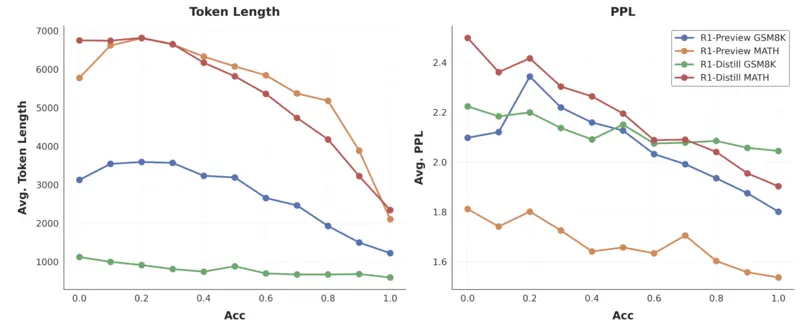 Token Length
Avg. Token Length
7000
6000
5000
4000
3000
2000
1000
0.0 0.2 0.4 0.6 0.8 1.0
Acc
PPL
Avg. PPL
2.4
2.2
2.0
1.8
1.6
0.0 0.2 0.4 0.6 0.8 1.0
Acc
R1-Preview GSM8K
R1-Preview MATH
R1-Distill GSM8K
R1-Distill MATH